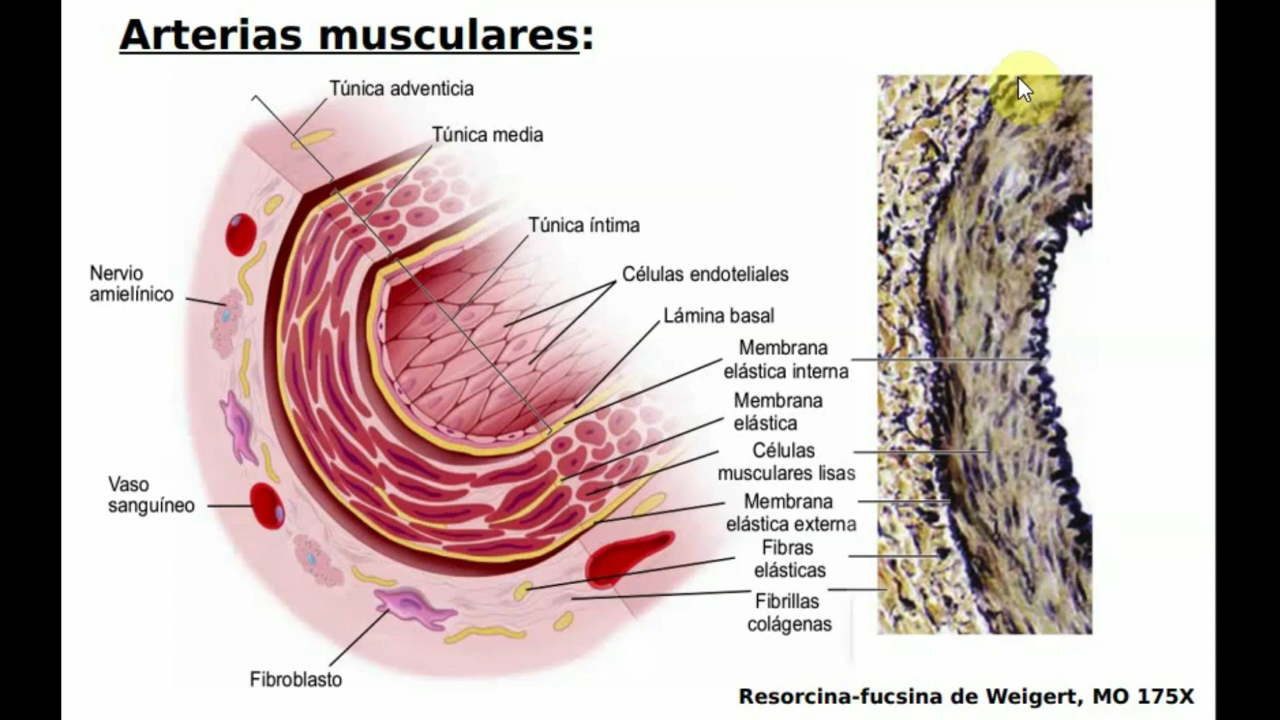 Arterias musculares:
Túnica adventicia
Túnica media
Túnica íntima
Células endoteliales
Nervio
amielínico
Lámina basal
Membrana
elástica interna
Membrana
elástica
Células
musculares lisas
Vaso
sanguíneo
Membrana
elástica externa
Fibras
elásticas
Fibrillas
colágenas
Fibroblasto
Resorcina-fucsina de Weigert, MO 175X